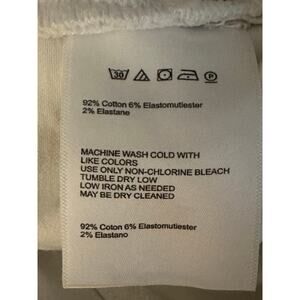 30 P
92% Cotton 6% Elastomutiester
2% Elastane
MACHINE WASH COLD WITH
LIKE COLORS
USE ONLY NON-CHLORINE BLEACH
TUMBLE DRY LOW
LOW IRON AS NEEDED
MAY BE DRY CLEANED
92% Coton 6% Elastomutiester
2% Elastano